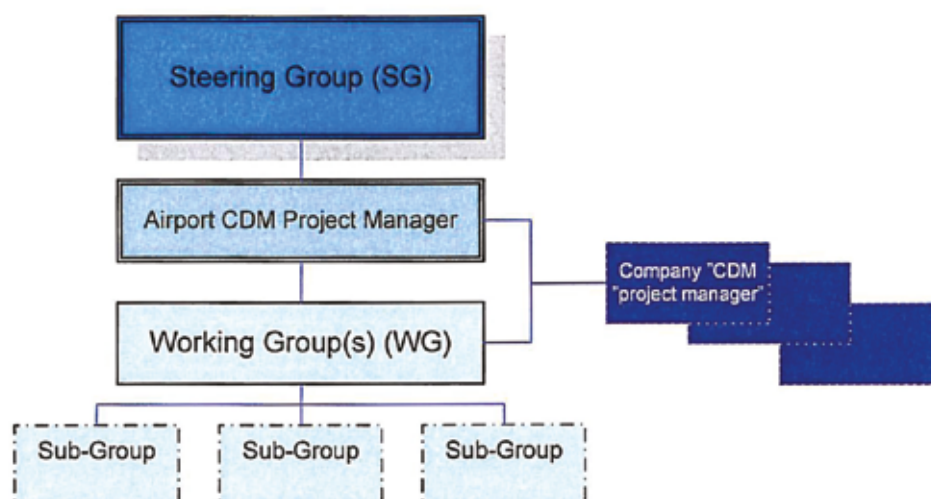 Steering Group (SG)
Airport CDM Project Manager
Company "CDM
"project manager"
Working Group(s) (WG)
Sub-Group
Sub-Group
Sub-Group